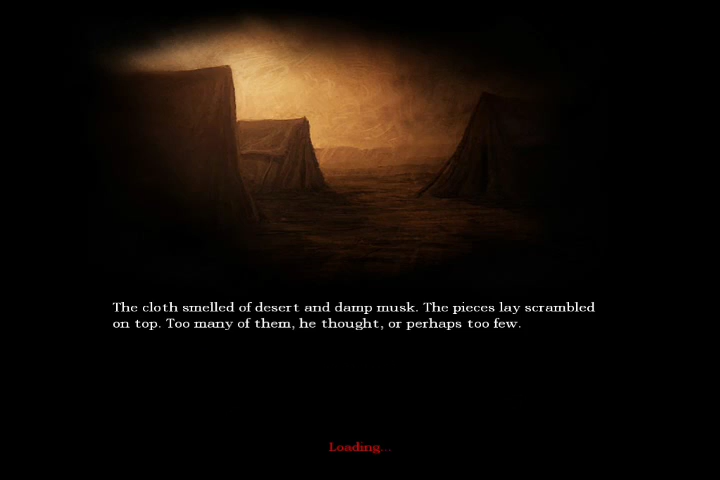 The cloth smelled of desert and damp musk. The pieces lay scrambled
on top. Too many of them, he thought, or perhaps too few.
Loading...